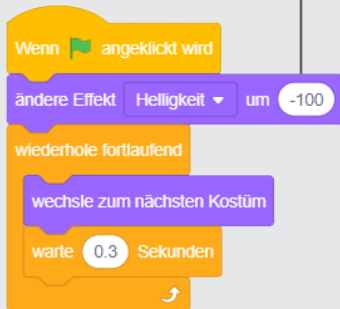 Wenn angeklickt wird
ändere Effekt Helligkeit um -100
wiederhole fortlaufend
wechsle zum nächsten Kostüm
warte 0.3 Sekunden